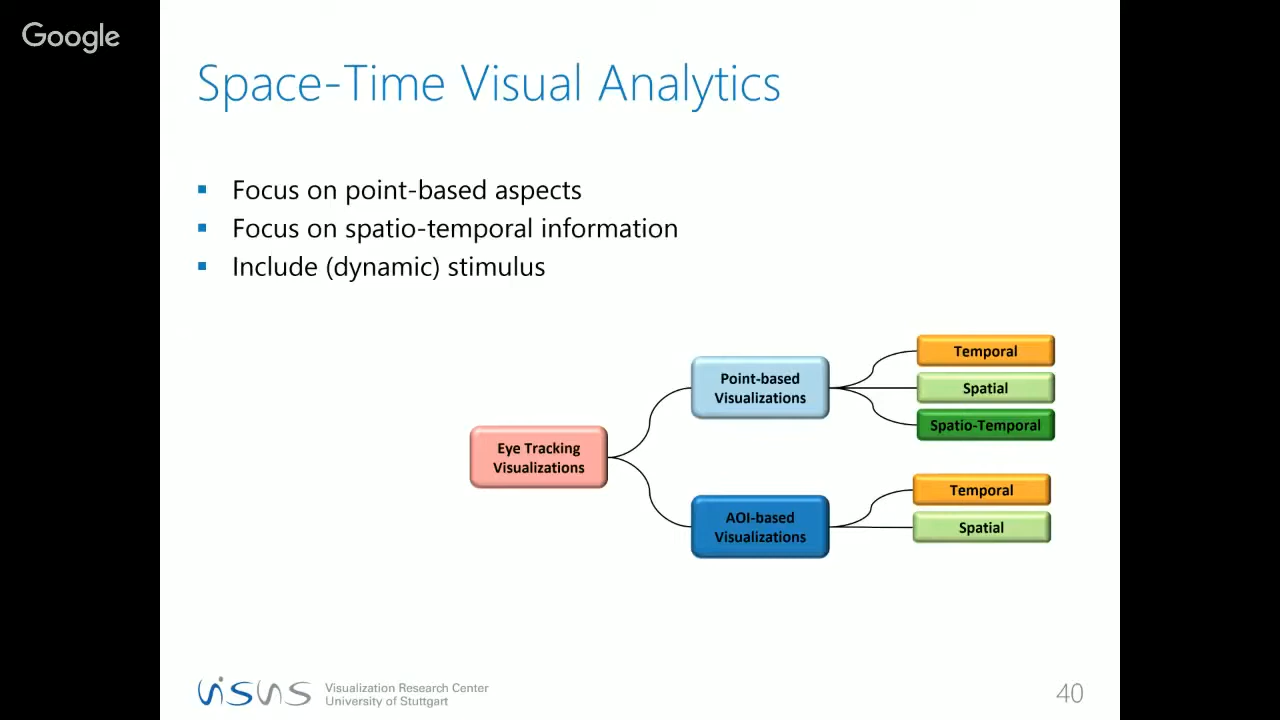 Google
Space-Time Visual Analytics
Focus on point-based aspects
Focus on spatio-temporal information
Include (dynamic) stimulus
Eye Tracking
Visualizations
Point-based
Visualizations
Temporal
Spatial
Spatio-Temporal
AOI-based
Visualizations
Temporal
Spatial
VISUS
Visualization Research Center
University of Stuttgart
40